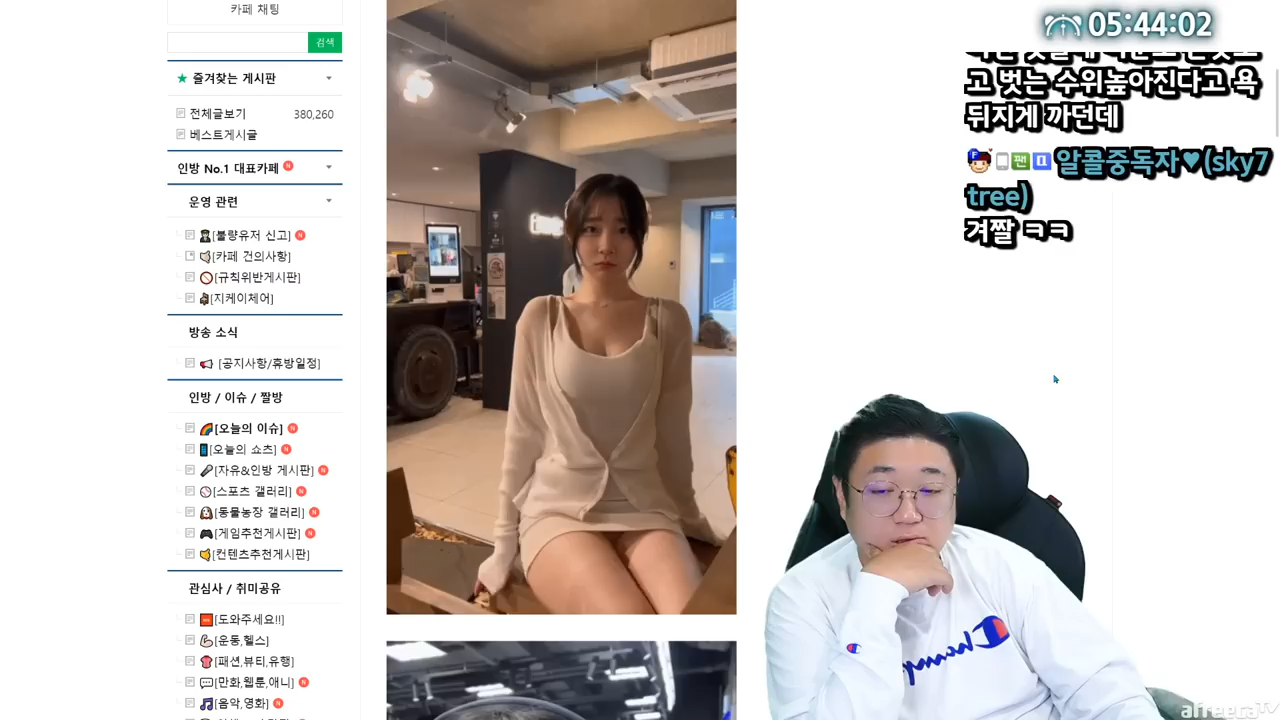 카페 채팅
검색
★ 즐겨찾는 게시판
전체글보기 380,260
베스트게시글
인방 No.1 대표카페 N
운영 관련
[불량유저 신고] N
[카페 건의사항]
[규칙위반게시판]
[지케이체어]
방송 소식
[공지사항/휴방일정]
인방 / 이슈 / 짤방
[오늘의 이슈] N
[오늘의 쇼츠] N
[자유&인방 게시판] N
[스포츠 갤러리] N
[동물농장 갤러리] N
[게임추천게시판] N
[컨텐츠추천게시판]
관심사 / 취미공유
[도와주세요!!]
[운동,헬스]
[패션,뷰티,유행]
[만화,웹툰,애니] N
[음악,영화] N
05:44:02
고 벗는 수위높아진다고 욕
뒤지게 까던데
F 팬 알콜중독자♥(sky7
tree)
겨짤 ㅋㅋ
Champ
afreecaTV